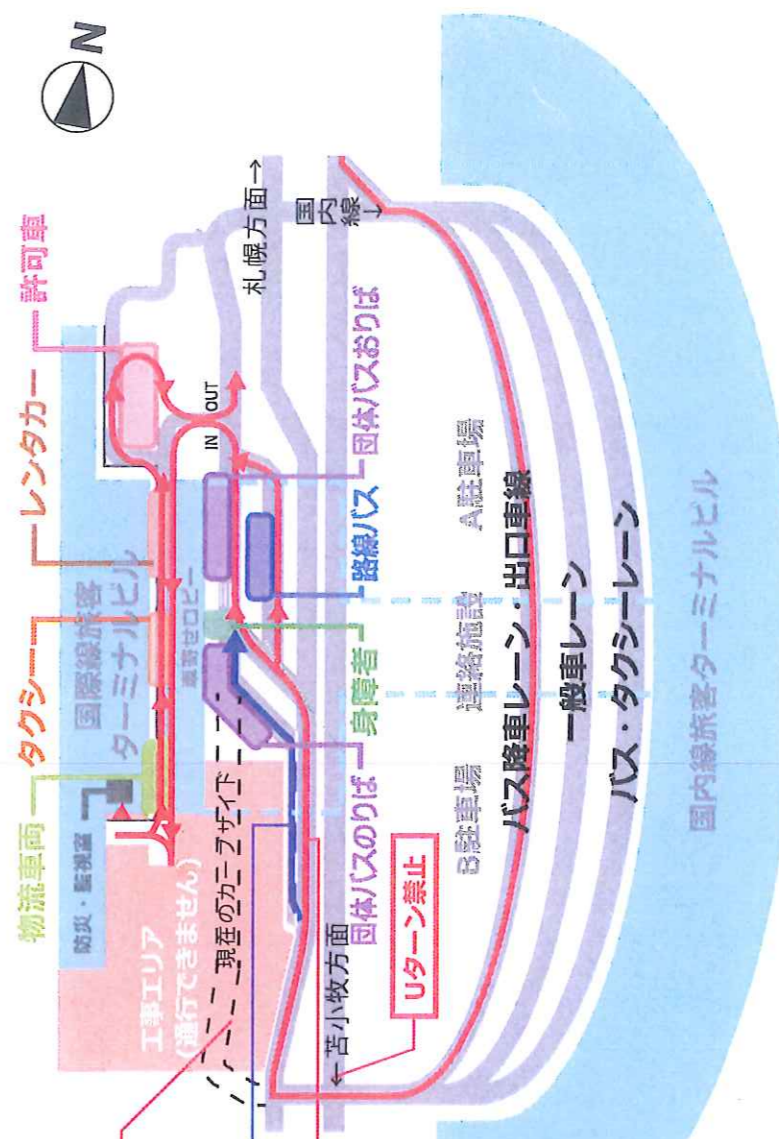 N
物流車両
タクシー
レンタカー
許可車
防災・監視室
国際線旅客
ターミナルビル
工事エリア
(通行できません)
現在のカーブサイド
車寄せロビー
IN
OUT
札幌方面→
国内線
↓
←苫小牧方面
団体バスのりば
身障者
路線バス
団体バスおりば
Uターン禁止
B駐車場
連絡施設
A駐車場
バス降車レーン・出口車線
一般車レーン
バス・タクシーレーン
国内線旅客ターミナルビル